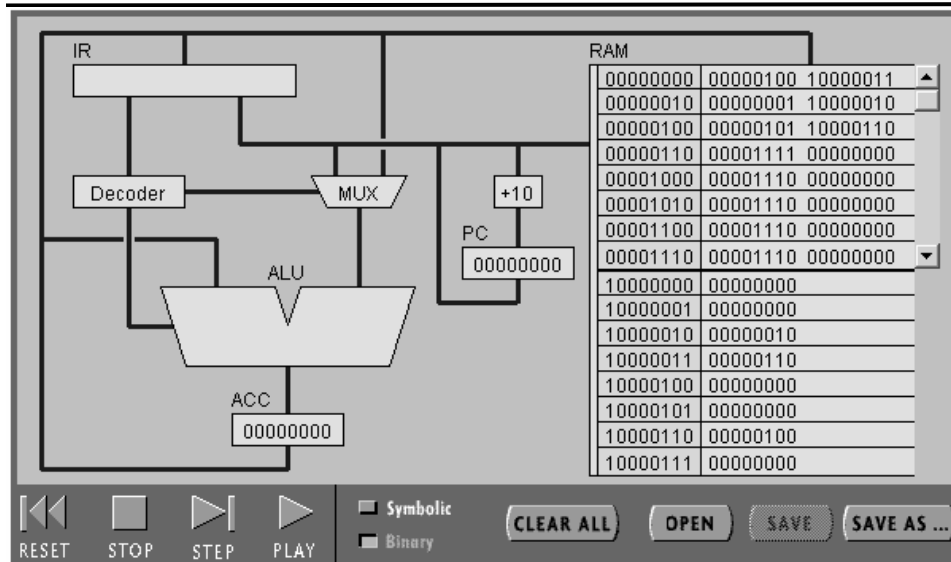 IR
RAM
00000000 00000100 10000011
00000010 00000001 10000010
00000100 00000101 10000110
00000110 00001111 00000000
00001000 00001110 00000000
00001010 00001110 00000000
00001100 00001110 00000000
00001110 00001110 00000000
Decoder
MUX
+10
PC
00000000
ALU
10000000 00000000
10000001 00000000
10000010 00000010
10000011 00000110
10000100 00000000
10000101 00000000
10000110 00000100
10000111 00000000
ACC
00000000
RESET STOP STEP PLAY
Symbolic
Binary
CLEAR ALL OPEN SAVE SAVE AS ...